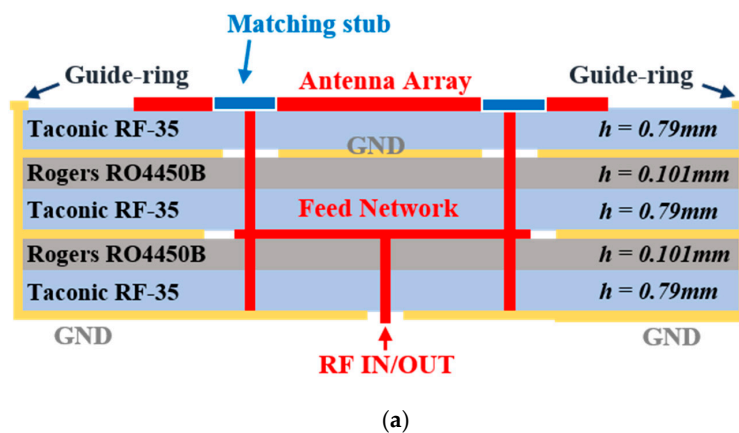 Matching stub
Guide-ring
Antenna Array
Guide-ring
Taconic RF-35
h = 0.79mm
GND
Rogers RO4450B
h = 0.101mm
Taconic RF-35
Feed Network
h = 0.79mm
Rogers RO4450B
h = 0.101mm
Taconic RF-35
h = 0.79mm
GND
GND
RF IN/OUT
(a)